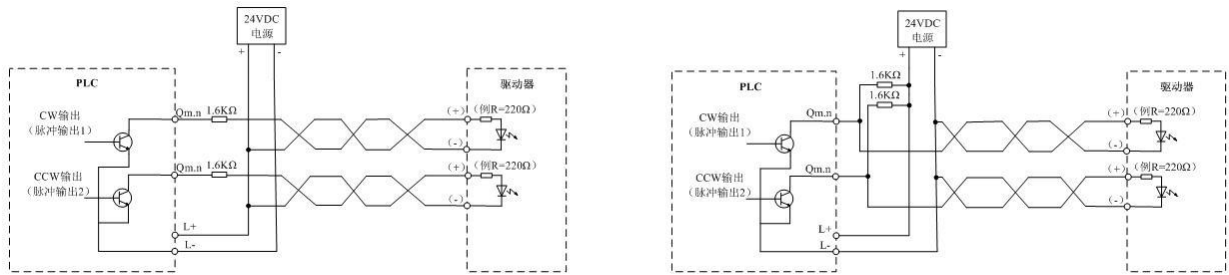 24VDC
电源
+ -
PLC
驱动器
CW输出
(脉冲输出1)
Qm.n 1.6KΩ
(+) (例R=220Ω)
(-)
CCW输出
(脉冲输出2)
Qm.n 1.6KΩ
(+) (例R=220Ω)
(-)
L+
L-
24VDC
电源
+ -
1.6KΩ
1.6KΩ
PLC
驱动器
CW输出
(脉冲输出1)
Qm.n
(+) (例R=220Ω)
(-)
CCW输出
(脉冲输出2)
Qm.n
(+) (例R=220Ω)
(-)
L+
L-